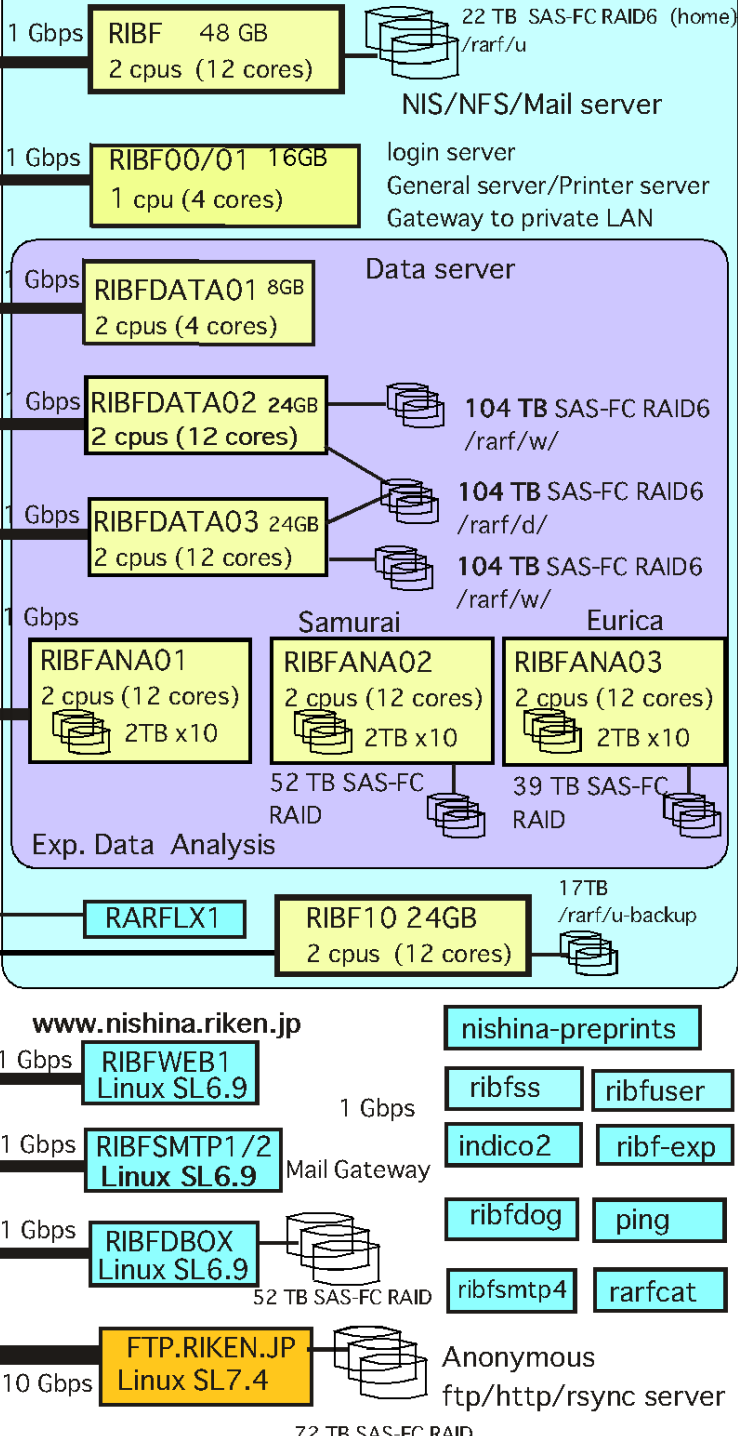 1 Gbps
RIBF 48 GB
2 cpus (12 cores)
22 TB SAS-FC RAID6 (home)
/rarf/u
NIS/NFS/Mail server
1 Gbps
RIBF00/01 16GB
1 cpu (4 cores)
login server
General server/Printer server
Gateway to private LAN
Data server
1 Gbps
RIBFDATA01 8GB
2 cpus (4 cores)
1 Gbps
RIBFDATA02 24GB
2 cpus (12 cores)
104 TB SAS-FC RAID6
/rarf/w/
104 TB SAS-FC RAID6
/rarf/d/
1 Gbps
RIBFDATA03 24GB
2 cpus (12 cores)
104 TB SAS-FC RAID6
/rarf/w/
1 Gbps
RIBFANA01
2 cpus (12 cores)
2TB x10
Samurai
RIBFANA02
2 cpus (12 cores)
2TB x10
52 TB SAS-FC
RAID
Eurica
RIBFANA03
2 cpus (12 cores)
2TB x10
39 TB SAS-FC
RAID
Exp. Data Analysis
RARFLX1
RIBF10 24GB
2 cpus (12 cores)
17TB
/rarf/u-backup
www.nishina.riken.jp
1 Gbps
RIBFWEB1
Linux SL6.9
1 Gbps
RIBFSMTP1/2
Linux SL6.9
Mail Gateway
1 Gbps
RIBFDBOX
Linux SL6.9
52 TB SAS-FC RAID
1 Gbps
nishina-preprints
ribfss
ribfuser
indico2
ribf-exp
ribfdog
ping
ribfsmtp4
rarfcat
10 Gbps
FTP.RIKEN.JP
Linux SL7.4
Anonymous
ftp/http/rsync server
72 TB SAS-FC RAID